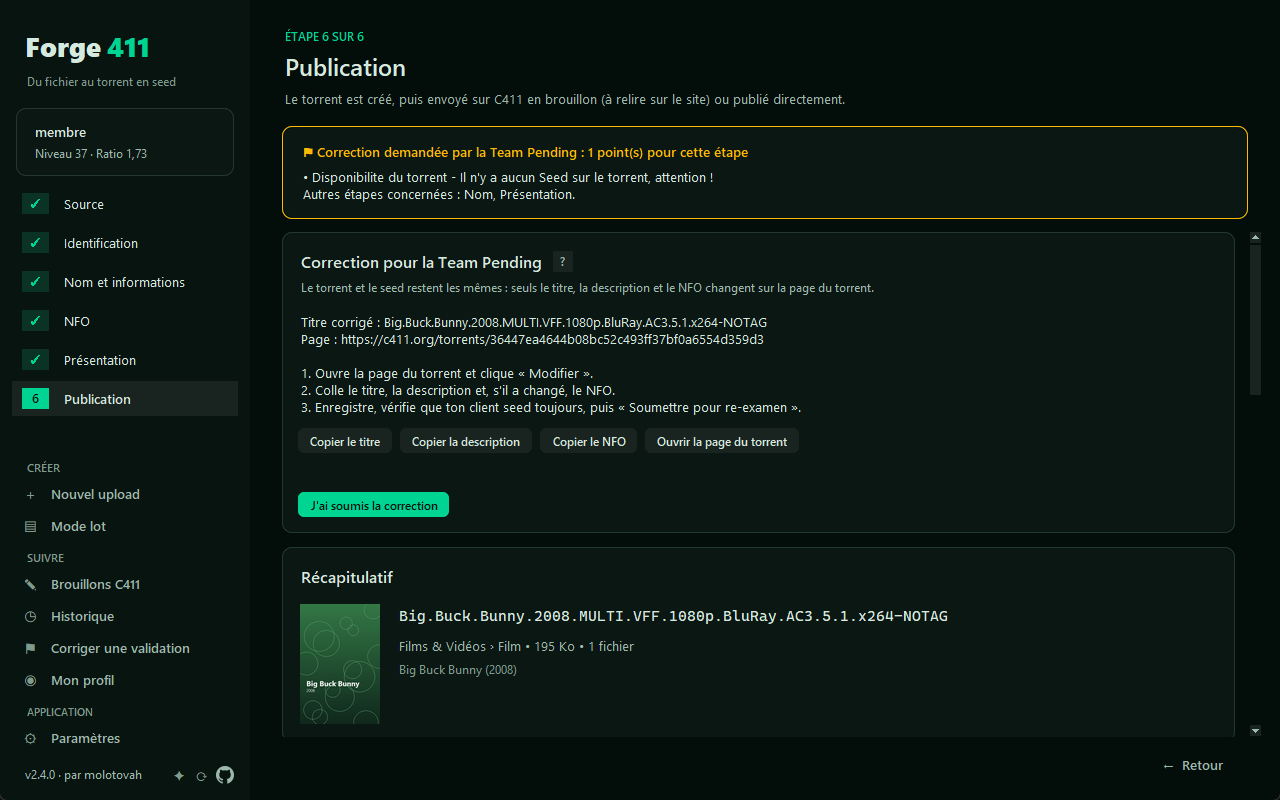 Forge 411
Du fichier au torrent en seed
membre
Niveau 37 · Ratio 1,73
✓ Source
✓ Identification
✓ Nom et informations
✓ NFO
✓ Présentation
6 Publication
CRÉER
+ Nouvel upload
Mode lot
SUIVRE
Brouillons C411
Historique
Corriger une validation
Mon profil
APPLICATION
Paramètres
v2.4.0 · par molotovah
ÉTAPE 6 SUR 6
Publication
Le torrent est créé, puis envoyé sur C411 en brouillon (à relire sur le site) ou publié directement.
Correction demandée par la Team Pending : 1 point(s) pour cette étape
• Disponibilite du torrent - Il n'y a aucun Seed sur le torrent, attention !
Autres étapes concernées : Nom, Présentation.
Correction pour la Team Pending ?
Le torrent et le seed restent les mêmes : seuls le titre, la description et le NFO changent sur la page du torrent.
Titre corrigé : Big.Buck.Bunny.2008.MULTI.VFF.1080p.BluRay.AC3.5.1.x264-NOTAG
Page : https://c411.org/torrents/36447ea4644b08bc52c493ff37bf0a6554d359d3
1. Ouvre la page du torrent et clique « Modifier ».
2. Colle le titre, la description et, s'il a changé, le NFO.
3. Enregistre, vérifie que ton client seed toujours, puis « Soumettre pour re-examen ».
Copier le titre
Copier la description
Copier le NFO
Ouvrir la page du torrent
J'ai soumis la correction
Récapitulatif
Big Buck Bunny
2008
Big.Buck.Bunny.2008.MULTI.VFF.1080p.BluRay.AC3.5.1.x264-NOTAG
Films & Vidéos › Film • 195 Ko • 1 fichier
Big Buck Bunny (2008)
← Retour